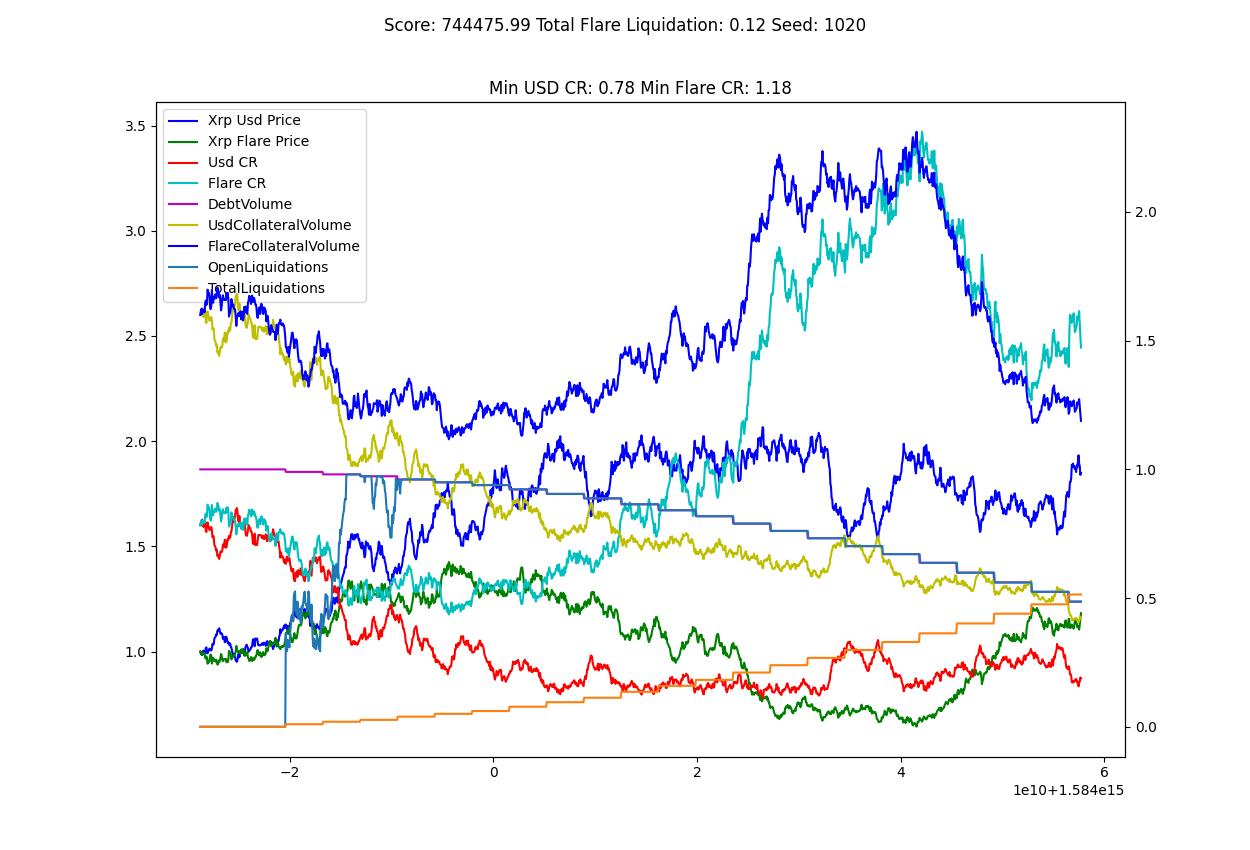 Score: 744475.99 Total Flare Liquidation: 0.12 Seed: 1020
Min USD CR: 0.78 Min Flare CR: 1.18
Xrp Usd Price
Xrp Flare Price
Usd CR
Flare CR
DebtVolume
UsdCollateralVolume
FlareCollateralVolume
OpenLiquidations
TotalLiquidations
3.5
3.0
2.5
2.0
1.5
1.0
2.0
1.5
1.0
0.5
0.0
−2
0
2
4
6
1e10+1.584e15